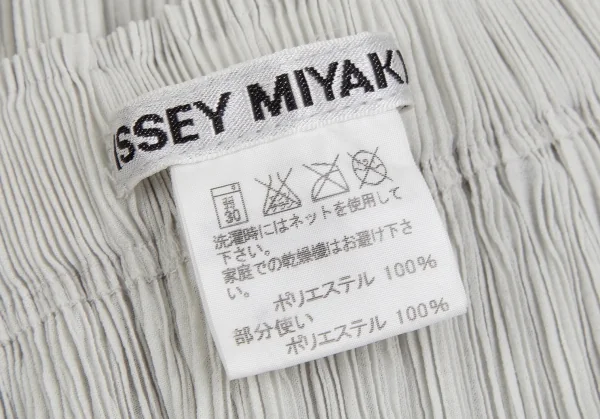 ISSEY MIYAK
弱
30
洗濯時にはネットを使用して
下さい。
家庭での乾燥機はお避け下さ
い。
ポリエステル 100%
部分使い
ポリエステル 100%